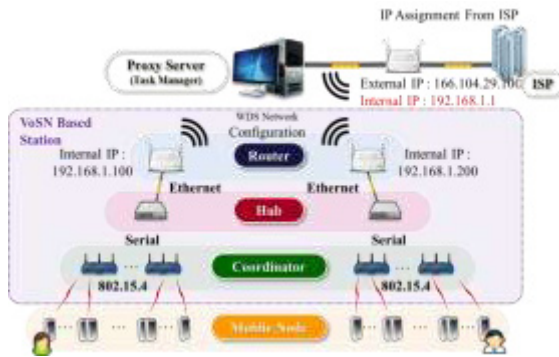 IP Assignment From ISP
Proxy Server
(Task Manager)
External IP : 166.104.29.100
ISP
Internal IP : 192.168.1.1
VoSN Based
Station
WDS Network
Configuration
Internal IP :
192.168.1.100
Router
Internal IP :
192.168.1.200
Ethernet
Ethernet
Hub
Serial
Serial
Coordinator
802.15.4
802.15.4
Mobile Node